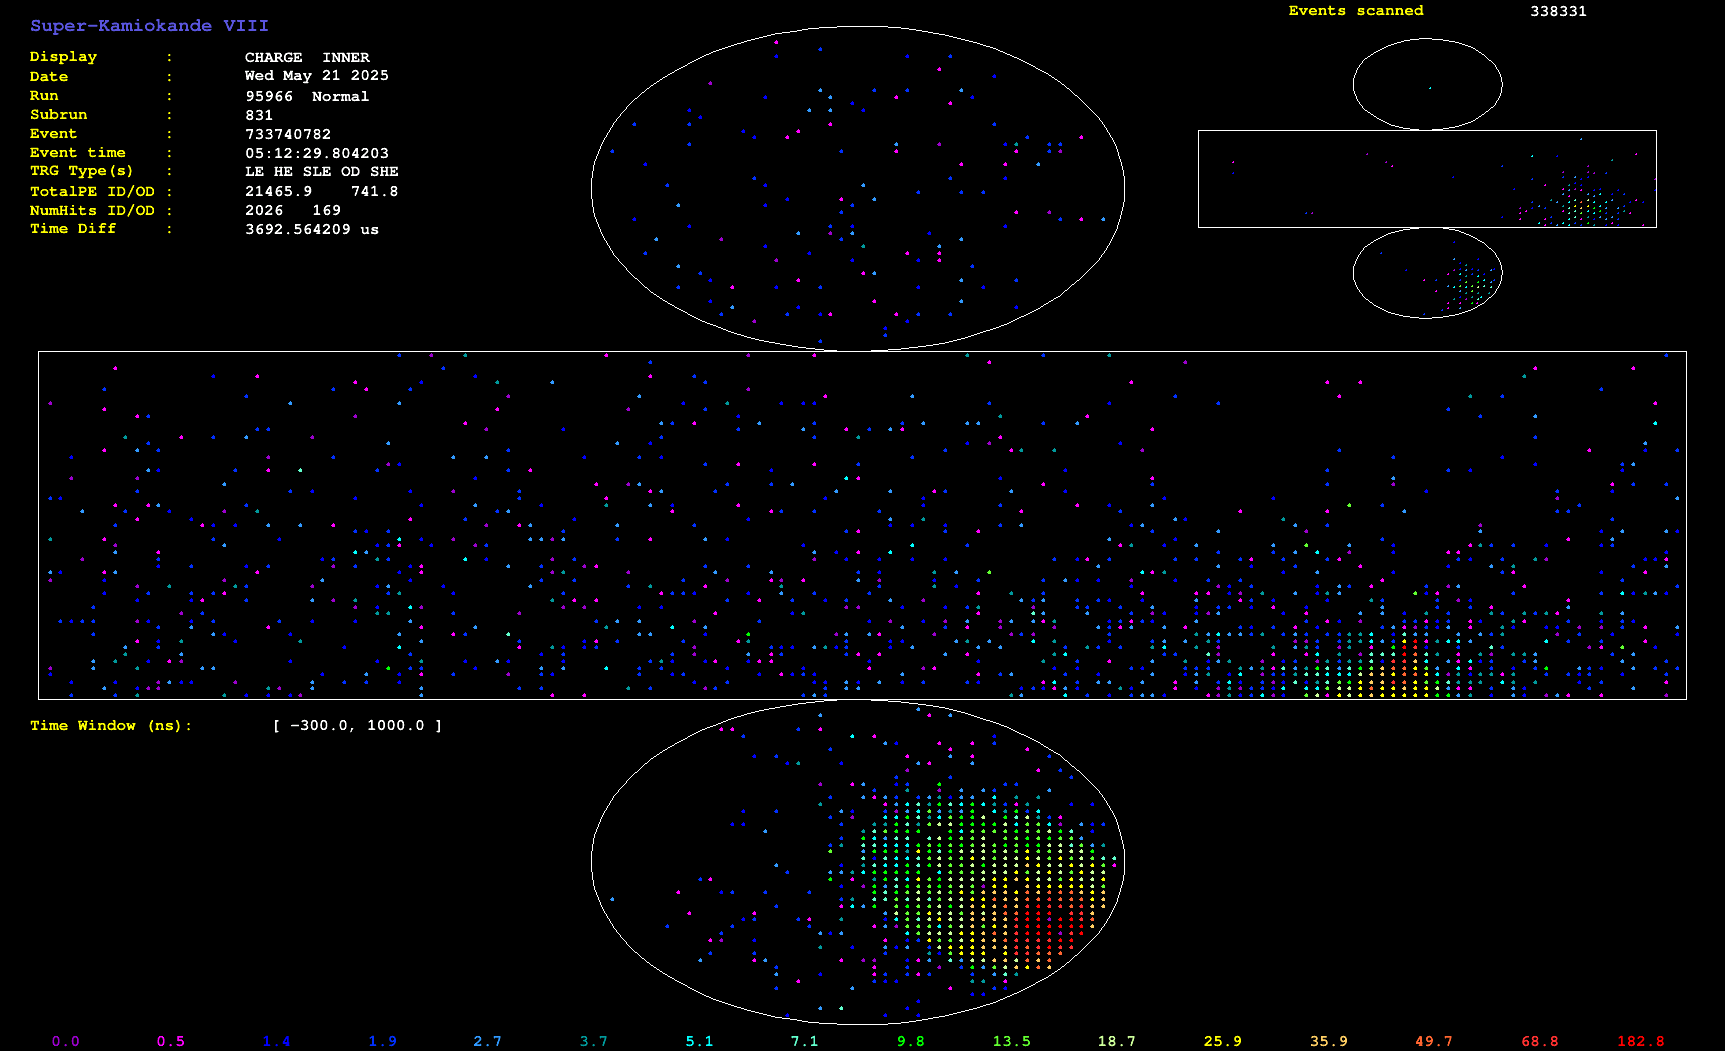 Super-Kamiokande VIII
Display : CHARGE INNER
Date : Wed May 21 2025
Run : 95966 Normal
Subrun : 831
Event : 733740782
Event time : 05:12:29.804203
TRG Type(s) : LE HE SLE OD SHE
TotalPE ID/OD : 21465.9 741.8
NumHits ID/OD : 2026 169
Time Diff : 3692.564209 us
Events scanned 338331
Time Window (ns): [ -300.0, 1000.0 ]
0.0 0.5 1.4 1.9 2.7 3.7 5.1 7.1 9.8 13.5 18.7 25.9 35.9 49.7 68.8 182.8